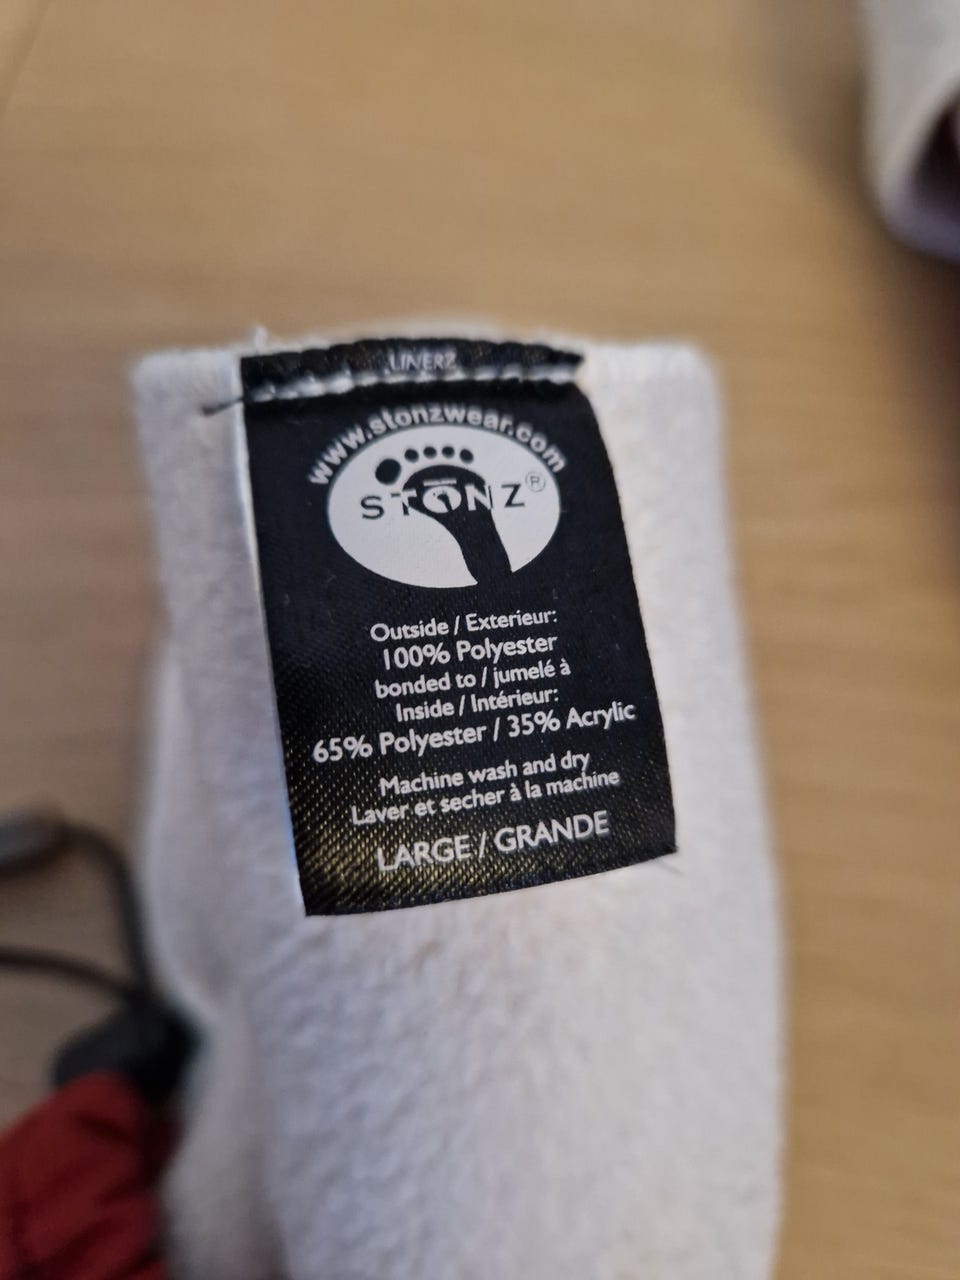 LINERZ
www.stonzwear.com
STŌNZ®
Outside / Exterieur:
100% Polyester
bonded to / jumelé à
Inside / Intérieur:
65% Polyester / 35% Acrylic
Machine wash and dry
Laver et secher à la machine
LARGE / GRANDE